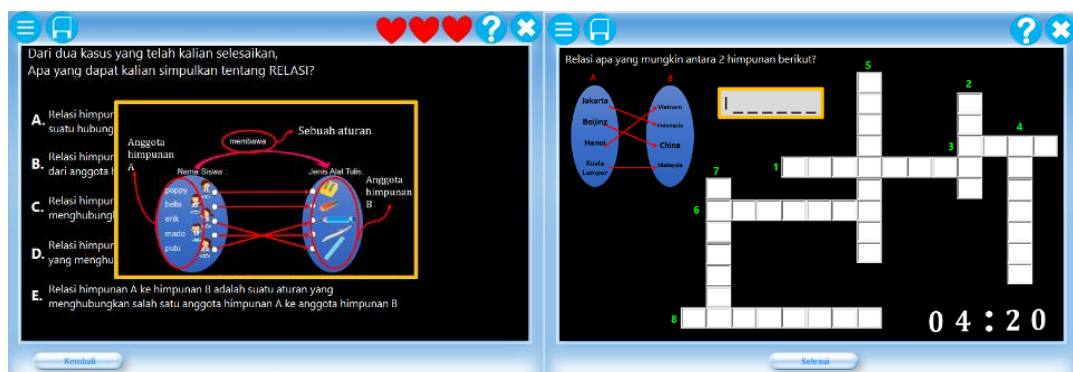 Dari dua kasus yang telah kalian selesaikan,
Apa yang dapat kalian simpulkan tentang RELASI?
A. Relasi himpun
suatu hubung
B. Relasi himpun
dari anggota
C. Relasi himpun
menghubung
D. Relasi himpun
yang menghu
E. Relasi himpunan A ke himpunan B adalah suatu aturan yang
menghubungkan salah satu anggota himpunan A ke anggota himpunan B
Anggota
himpunan
A
membawa
Sebuah aturan
Nama Siswa :
Jenis Alat Tulis:
Anggota
himpunan
B
poppy
bella
erik
mado
putu
Kembali
Relasi apa yang mungkin antara 2 himpunan berikut?
A
B
Jakarta
Beijing
Hanoi
Kuala
Lumpur
Vietnam
Indonesia
China
Malaysia
5
2
4
3
1
7
6
8
04:20
Selesai